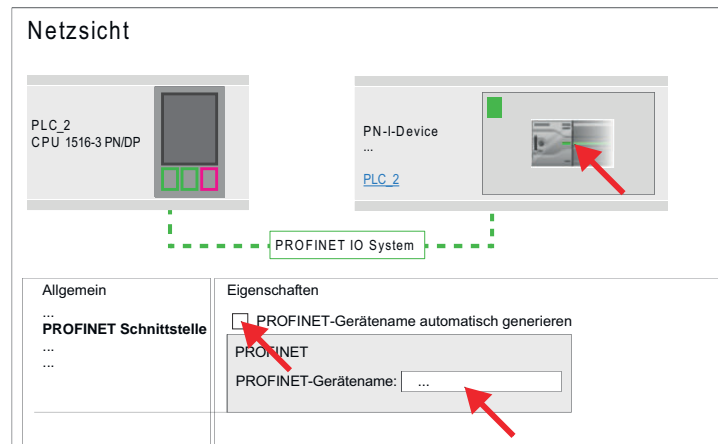 Netzsicht
PLC_2
CPU 1516-3 PN/DP
PN-I-Device
...
PLC_2
PROFINET IO System
Allgemein
...
PROFINET Schnittstelle
...
...
Eigenschaften
PROFINET-Gerätename automatisch generieren
PROFINET
PROFINET-Gerätename: ...